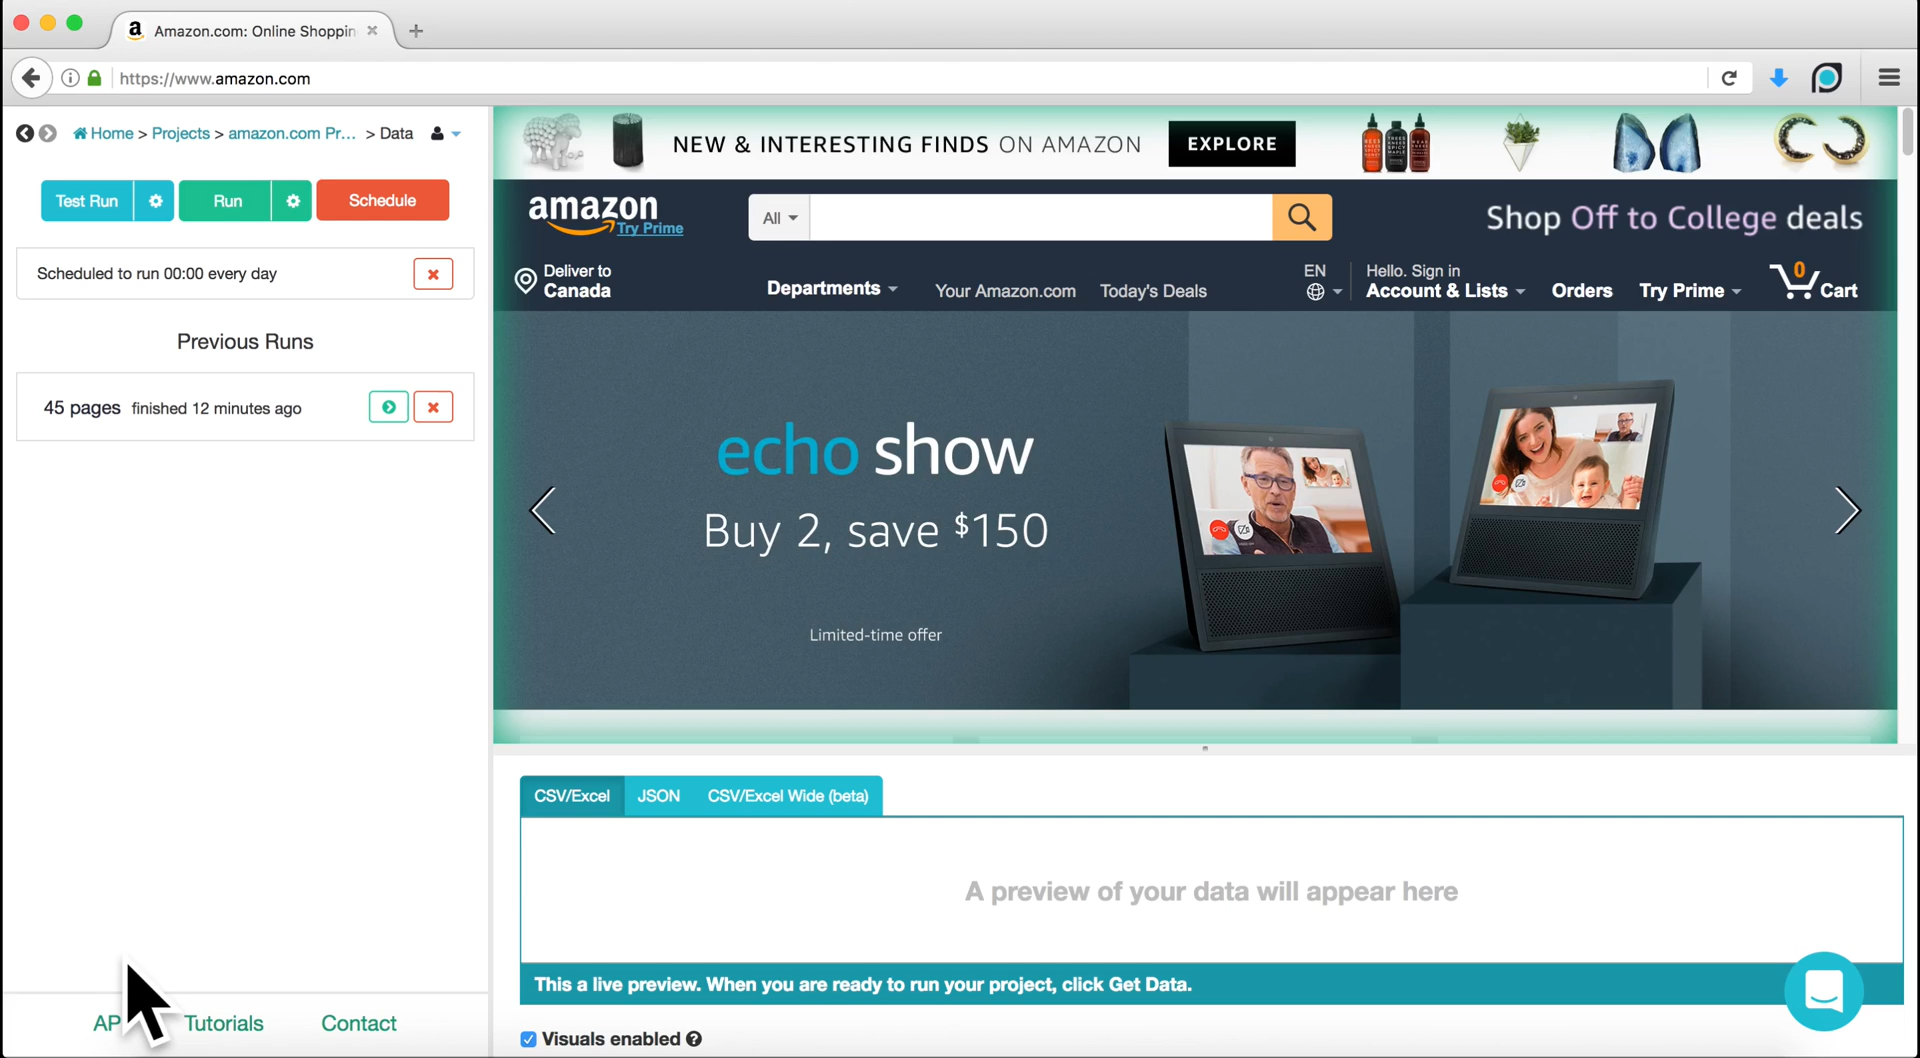 Amazon.com: Online Shoppin
https://www.amazon.com
Home > Projects > amazon.com Pr... > Data
Test Run
Run
Schedule
Scheduled to run 00:00 every day
Previous Runs
45 pages finished 12 minutes ago
AP
Tutorials
Contact
NEW & INTERESTING FINDS ON AMAZON
EXPLORE
amazon
Try Prime
All
Shop Off to College deals
Deliver to
Canada
Departments
Your Amazon.com
Today's Deals
EN
Hello. Sign in
Account & Lists
Orders
Try Prime
0
Cart
echo show
Buy 2, save $150
Limited-time offer
CSV/Excel
JSON
CSV/Excel Wide (beta)
A preview of your data will appear here
This a live preview. When you are ready to run your project, click Get Data.
Visuals enabled